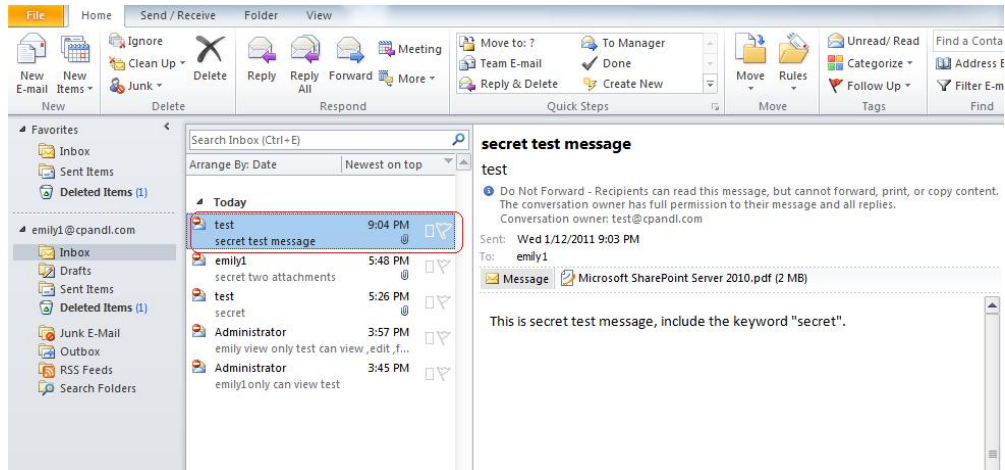 File Home Send / Receive Folder View
New E-mail
New Items
New
Ignore
Clean Up
Junk
Delete
Delete
Reply
Reply All
Forward
Meeting
More
Respond
Move to: ?
Team E-mail
Reply & Delete
To Manager
Done
Create New
Quick Steps
Move
Rules
Move
Unread/ Read
Categorize
Follow Up
Tags
Find a Conta
Address B
Filter E-m
Find
Favorites
Inbox
Sent Items
Deleted Items (1)
emily1@cpandl.com
Inbox
Drafts
Sent Items
Deleted Items (1)
Junk E-Mail
Outbox
RSS Feeds
Search Folders
Search Inbox (Ctrl+E)
Arrange By: Date Newest on top
Today
test 9:04 PM
secret test message
emily1 5:48 PM
secret two attachments
test 5:26 PM
secret
Administrator 3:57 PM
emily view only test can view ,edit ,f...
Administrator 3:45 PM
emily1only can view test
secret test message
test
Do Not Forward - Recipients can read this message, but cannot forward, print, or copy content.
The conversation owner has full permission to their message and all replies.
Conversation owner: test@cpandl.com
Sent: Wed 1/12/2011 9:03 PM
To: emily1
Message Microsoft SharePoint Server 2010.pdf (2 MB)
This is secret test message, include the keyword "secret".